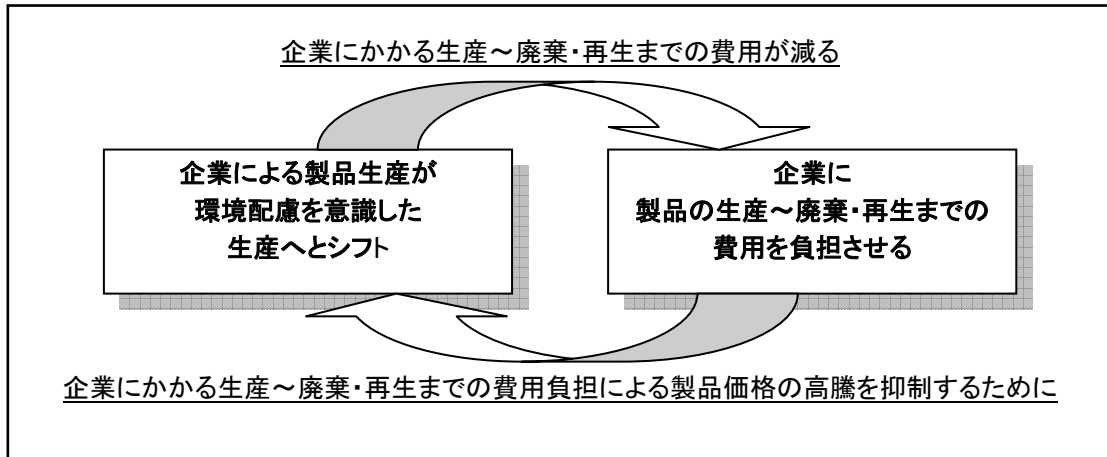 企業にかかる生産～廃棄・再生までの費用が減る
企業による製品生産が
環境配慮を意識した
生産へとシフト
企業に
製品の生産～廃棄・再生までの
費用を負担させる
企業にかかる生産～廃棄・再生までの費用負担による製品価格の高騰を抑制するために